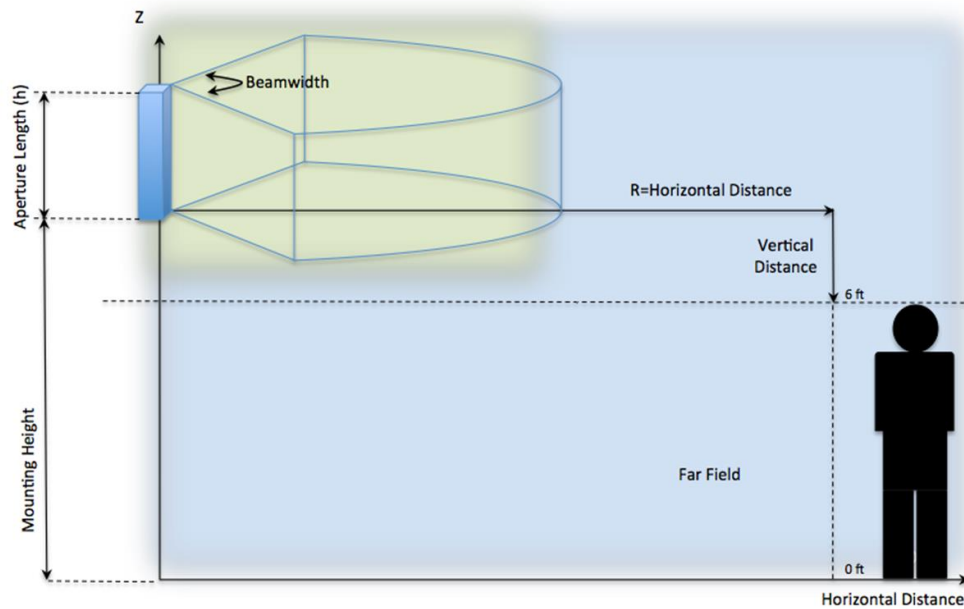 Z
Beamwidth
Aperture Length (h)
R=Horizontal Distance
Vertical
Distance
6 ft
Mounting Height
Far Field
0 ft
Horizontal Distance